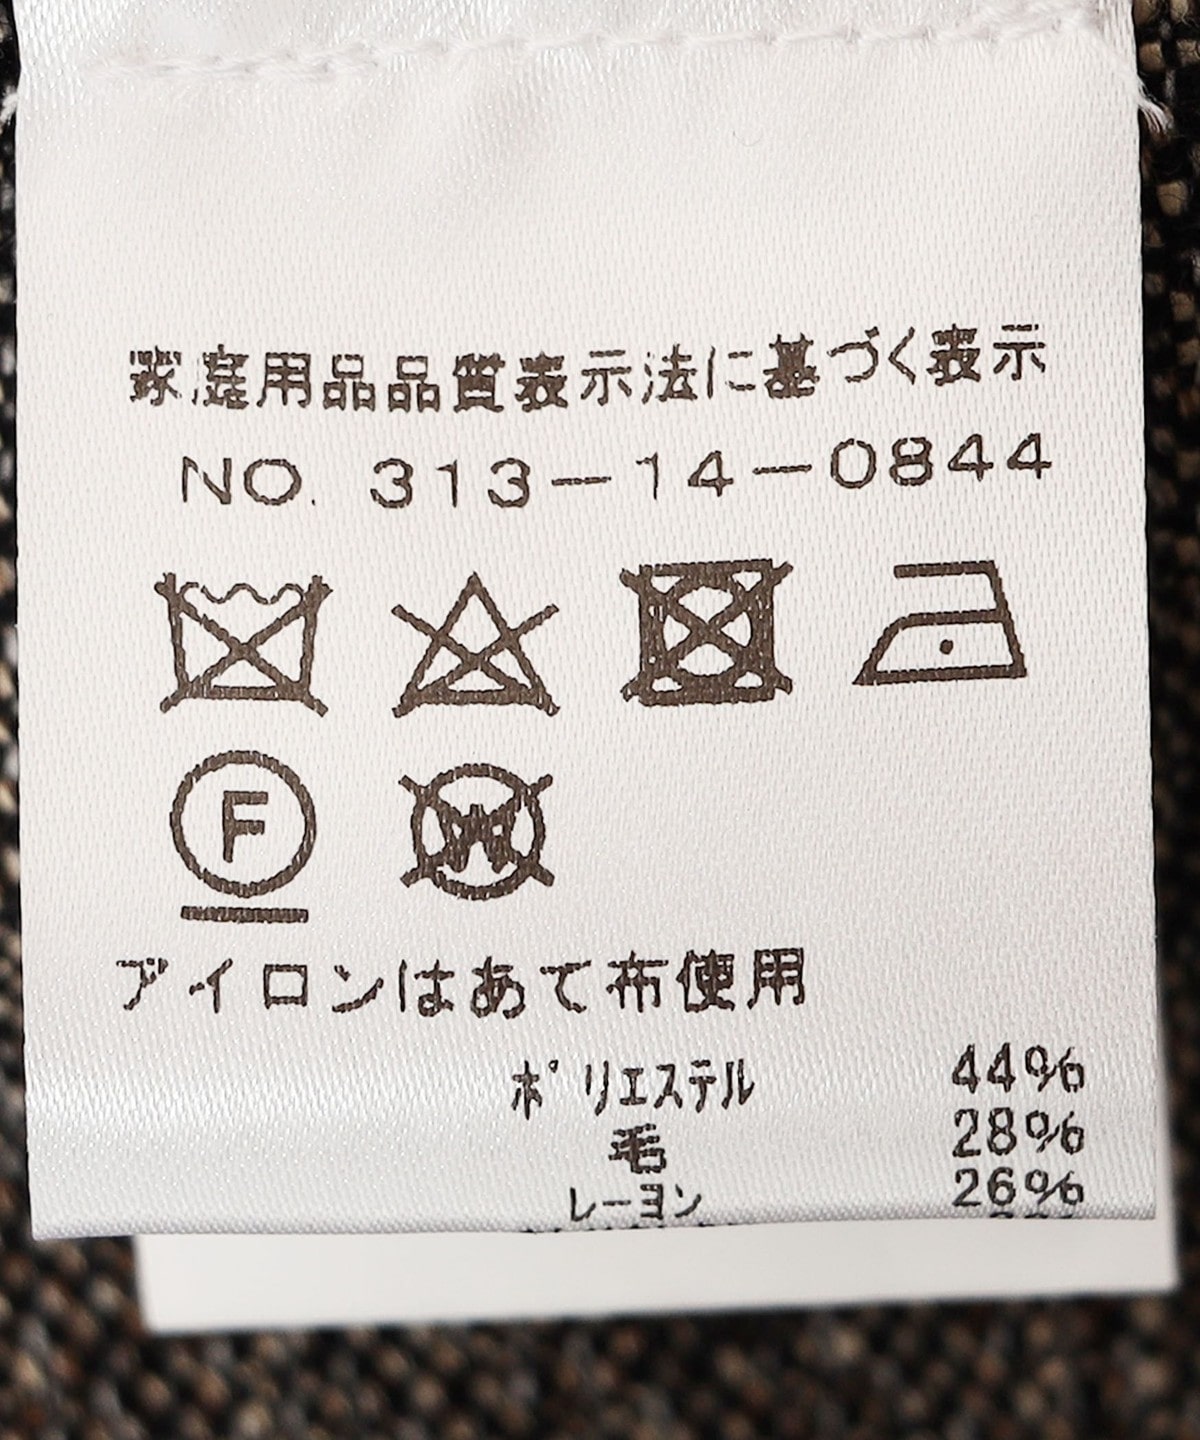 家庭用品品質表示法に基づく表示
NO. 313-14-0844
F
W
アイロンはあて布使用
ポリエステル 44%
毛 28%
レーヨン 26%